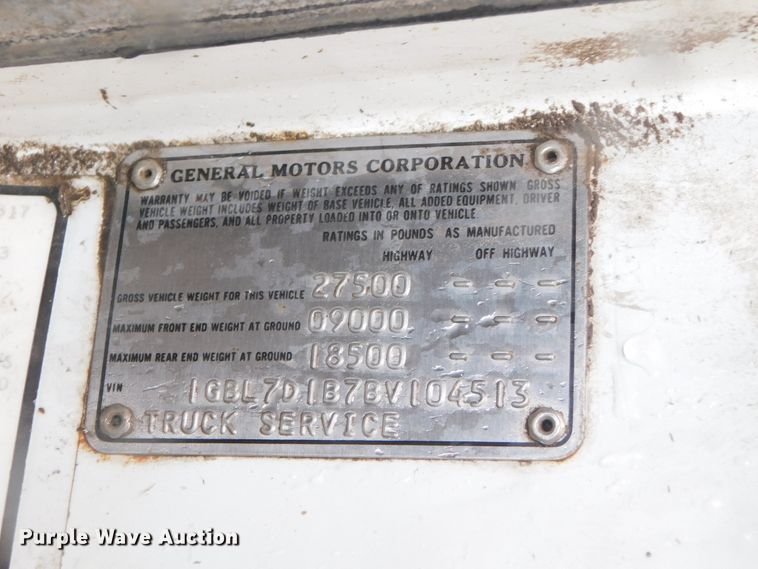 GENERAL MOTORS CORPORATION
WARRANTY MAY BE VOIDED IF WEIGHT EXCEEDS ANY OF RATINGS SHOWN GROSS
VEHICLE WEIGHT INCLUDES WEIGHT OF BASE VEHICLE, ALL ADDED EQUIPMENT, DRIVER
AND PASSENGERS, AND ALL PROPERTY LOADED INTO OR ONTO VEHICLE.
RATINGS IN POUNDS AS MANUFACTURED
HIGHWAY OFF HIGHWAY
GROSS VEHICLE WEIGHT FOR THIS VEHICLE 27500 - - -
MAXIMUM FRONT END WEIGHT AT GROUND 09000 - - -
MAXIMUM REAR END WEIGHT AT GROUND 18500 - - -
VIN 1GBL7D1B7BV104513
TRUCK SERVICE
Purple Wave Auction